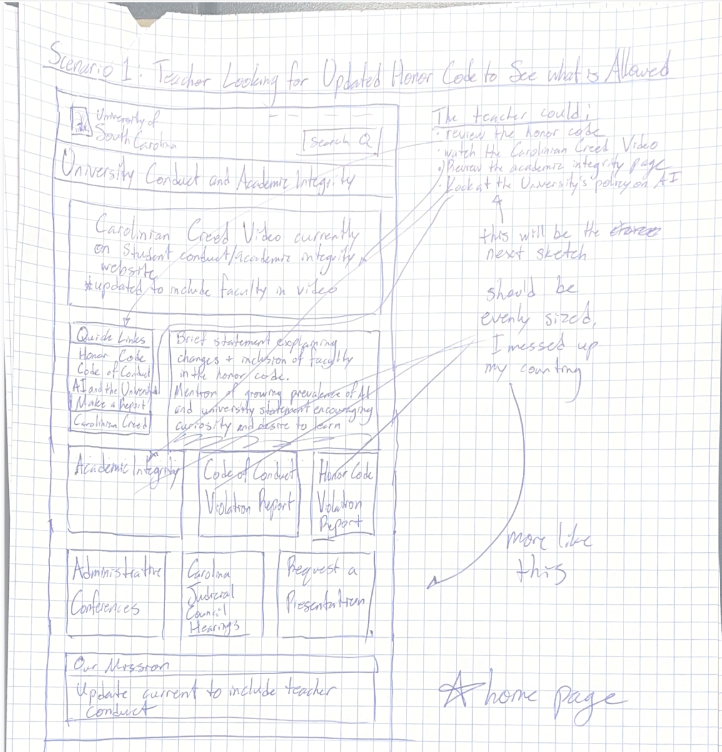 Scenario 1: Teacher Looking for Updated Honor Code to See what is Allowed
University of
South Carolina
search Q
University Conduct and Academic Integrity
Carolinian Creed Video currently
on Student conduct/academic integrity
website
*updated to include faculty in video
Quick Links
Honor Code
Code of Conduct
AI and the University
Make a Report
Carolinian Creed
Brief statement explaining
changes + inclusion of faculty
in the honor code.
Mention of growing prevalence of AI
and university statement encouraging
curiosity and desire to learn
Academic Integrity
Code of Conduct
Violation Report
Honor Code
Violation
Report
Administrative
Conferences
Carolina
Judicial
Council
Hearings
Request a
Presentation
Our Mission
Update current to include teacher
conduct
The teacher could:
· review the honor code
· watch the Carolinian Creed Video
· Review the academic integrity page
· Look at the University's policy on AI
this will be the
next sketch
should be
evenly sized,
I messed up
my counting
more like
this
☆ home page